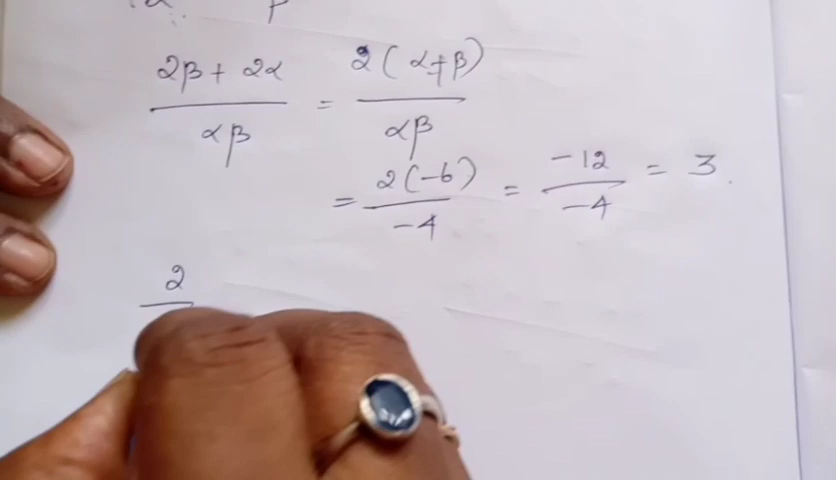 2β + 2α / αβ = 2(α+β) / αβ
= 2(-6) / -4 = -12 / -4 = 3.
2